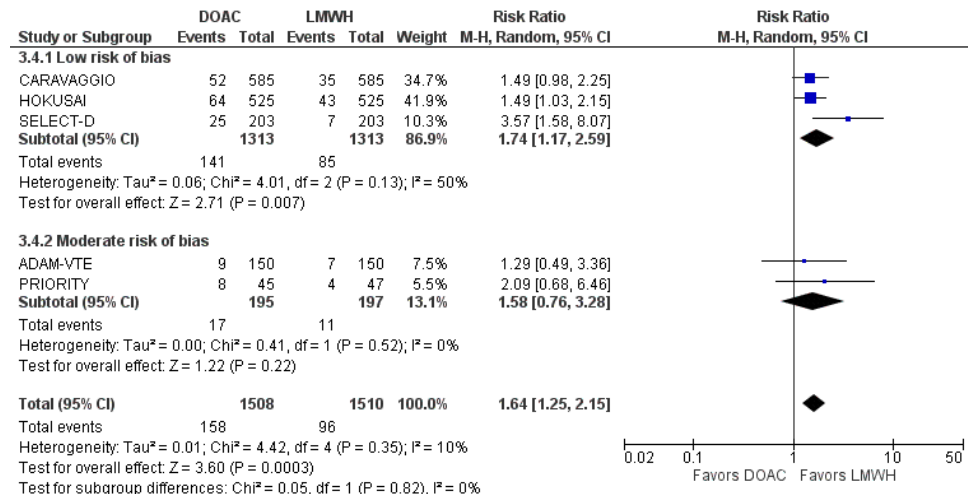 DOAC LMWH Risk Ratio Risk Ratio
Study or Subgroup Events Total Events Total Weight M-H, Random, 95% CI M-H, Random, 95% CI
3.4.1 Low risk of bias
CARAVAGGIO 52 585 35 585 34.7% 1.49 [0.98, 2.25]
HOKUSAI 64 525 43 525 41.9% 1.49 [1.03, 2.15]
SELECT-D 25 203 7 203 10.3% 3.57 [1.58, 8.07]
Subtotal (95% CI) 1313 1313 86.9% 1.74 [1.17, 2.59]
Total events 141 85
Heterogeneity: Tau² = 0.06; Chi² = 4.01, df = 2 (P = 0.13); I² = 50%
Test for overall effect: Z = 2.71 (P = 0.007)
3.4.2 Moderate risk of bias
ADAM-VTE 9 150 7 150 7.5% 1.29 [0.49, 3.36]
PRIORITY 8 45 4 47 5.5% 2.09 [0.68, 6.46]
Subtotal (95% CI) 195 197 13.1% 1.58 [0.76, 3.28]
Total events 17 11
Heterogeneity: Tau² = 0.00; Chi² = 0.41, df = 1 (P = 0.52); I² = 0%
Test for overall effect: Z = 1.22 (P = 0.22)
Total (95% CI) 1508 1510 100.0% 1.64 [1.25, 2.15]
Total events 158 96
Heterogeneity: Tau² = 0.01; Chi² = 4.42, df = 4 (P = 0.35); I² = 10%
Test for overall effect: Z = 3.60 (P = 0.0003)
Test for subgroup differences: Chi² = 0.05, df = 1 (P = 0.82), I² = 0%
0.02 0.1 1 10 50
Favors DOAC Favors LMWH